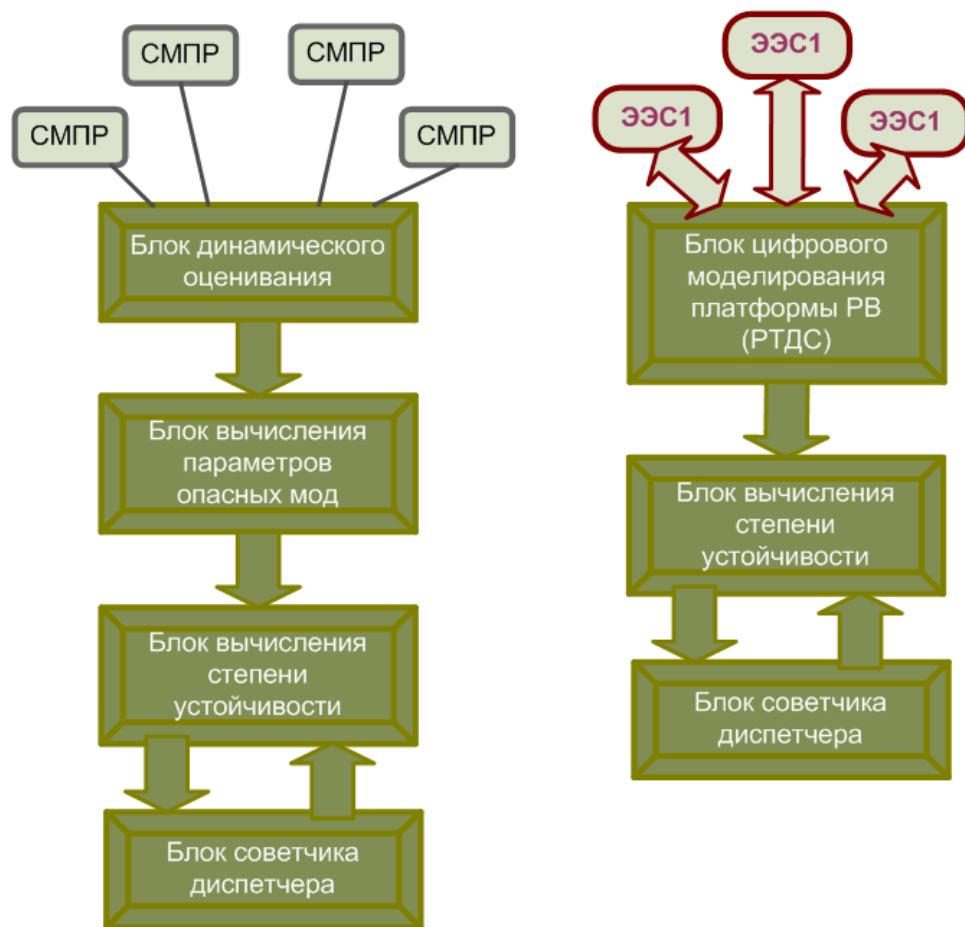 СМПР
СМПР
СМПР
СМПР
Блок динамического
оценивания
Блок вычисления
параметров
опасных мод
Блок вычисления
степени
устойчивости
Блок советчика
диспетчера
ЭЭС1
ЭЭС1
ЭЭС1
Блок цифрового
моделирования
платформы РВ
(РТДС)
Блок вычисления
степени
устойчивости
Блок советчика
диспетчера